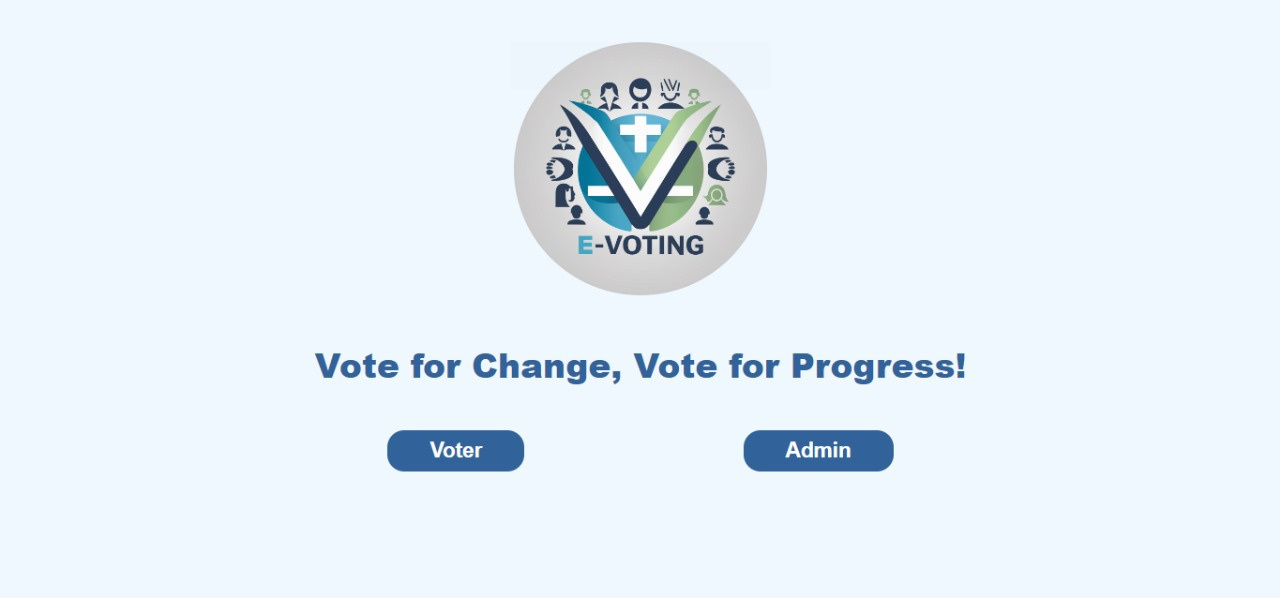 E-VOTING
Vote for Change, Vote for Progress!
Voter
Admin